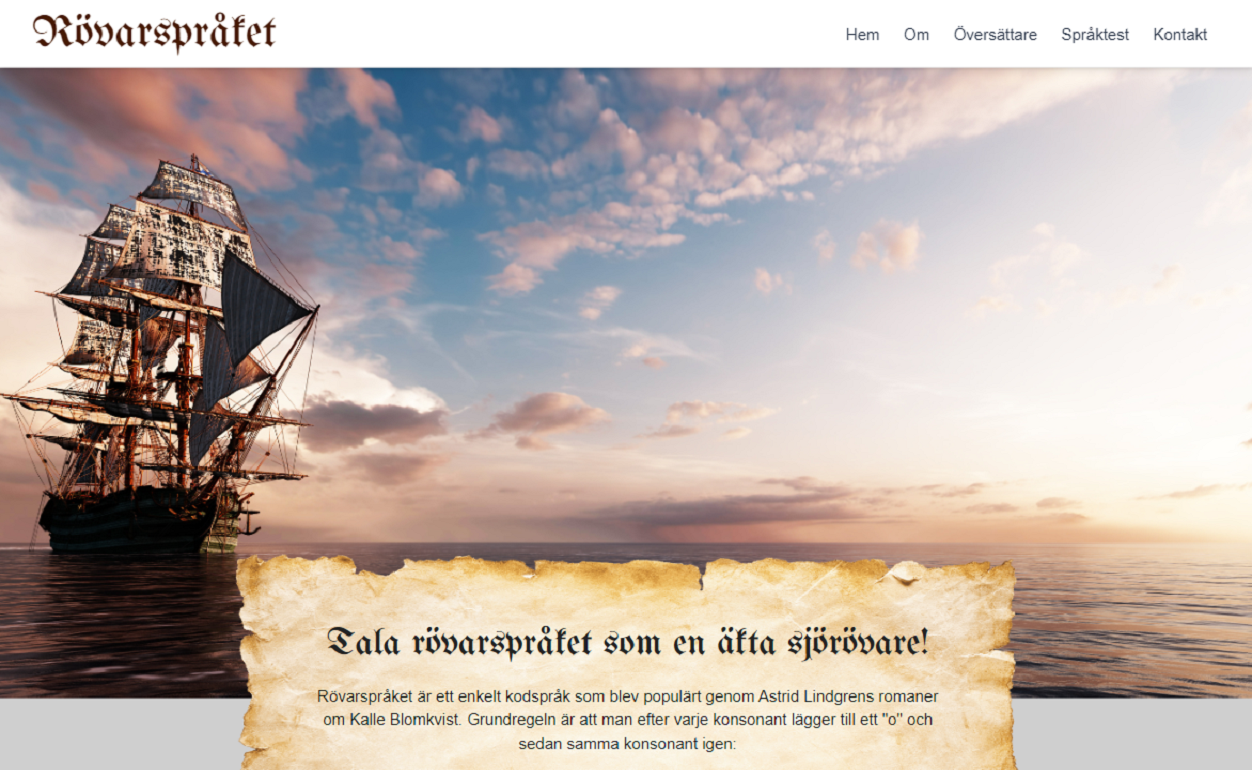 Rövarspråket
Hem Om Översättare Språktest Kontakt
Tala rövarspråket som en äkta sjörövare!
Rövarspråket är ett enkelt kodspråk som blev populärt genom Astrid Lindgrens romaner
om Kalle Blomkvist. Grundregeln är att man efter varje konsonant lägger till ett "o" och
sedan samma konsonant igen: